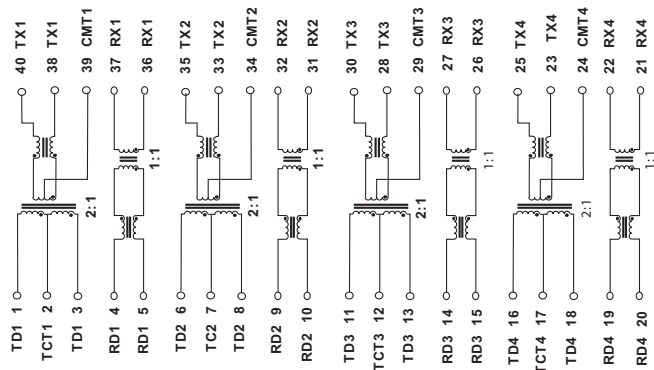 40 TX1
38 TX1
39 CMT1
37 RX1
36 RX1
35 TX2
33 TX2
34 CMT2
32 RX2
31 RX2
30 TX3
28 TX3
29 CMT3
27 RX3
26 RX3
25 TX4
23 TX4
24 CMT4
22 RX4
21 RX4
1:1
1:1
1:1
1:1
2:1
2:1
2:1
2:1
TD1 1
TCT1 2
TD1 3
RD1 4
RD1 5
TD2 6
TC2 7
TD2 8
RD2 9
RD2 10
TD3 11
TCT3 12
TD3 13
RD3 14
RD3 15
TD4 16
TCT4 17
TD4 18
RD4 19
RD4 20